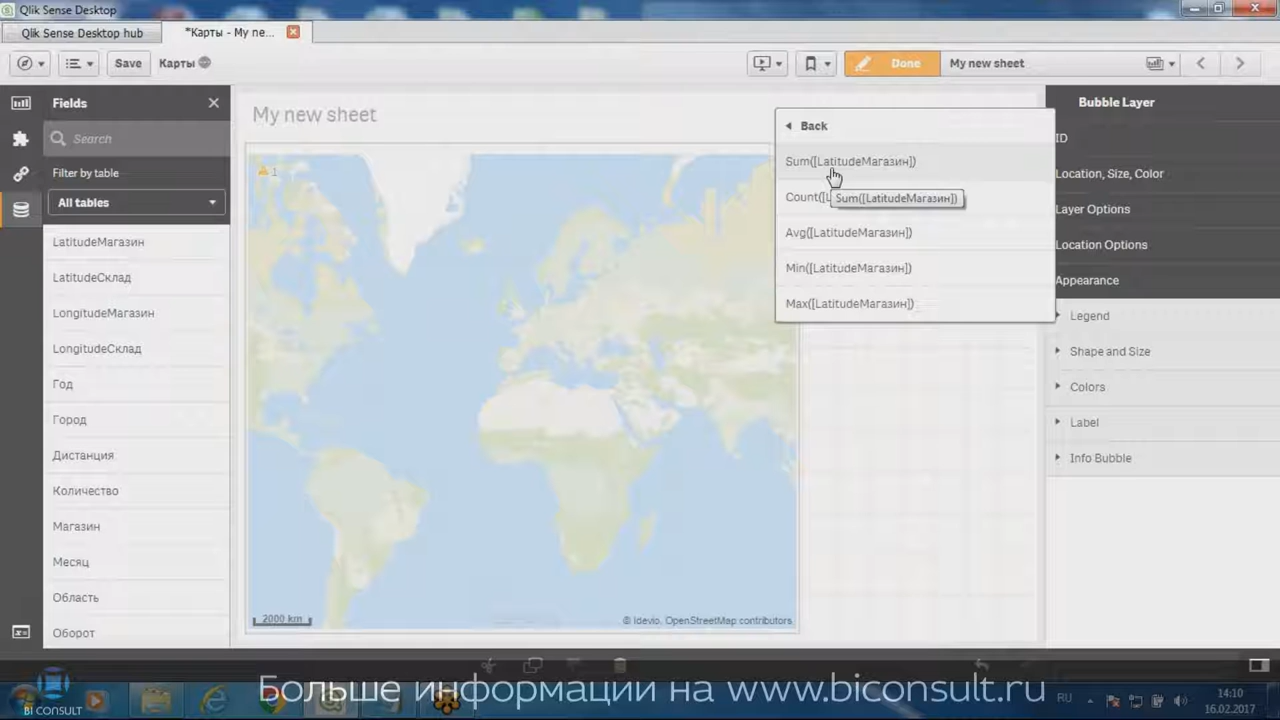 Qlik Sense Desktop
Qlik Sense Desktop hub
*Карты - My ne...
Save
Карты
Done
My new sheet
Fields
Search
Filter by table
All tables
LatitudeМагазин
LatitudeСклад
LongitudeМагазин
LongitudeСклад
Год
Город
Дистанция
Количество
Магазин
Месяц
Область
Оборот
My new sheet
1
2000 km
© Idevio, OpenStreetMap contributors
Back
Sum([LatitudeМагазин])
Count([L
Sum([LatitudeМагазин])
Avg([LatitudeМагазин])
Min([LatitudeМагазин])
Max([LatitudeМагазин])
Bubble Layer
ID
Location, Size, Color
Layer Options
Location Options
Appearance
Legend
Shape and Size
Colors
Label
Info Bubble
Больше информации на www.biconsult.ru
BI CONSULT
RU
14:10
16.02.2017